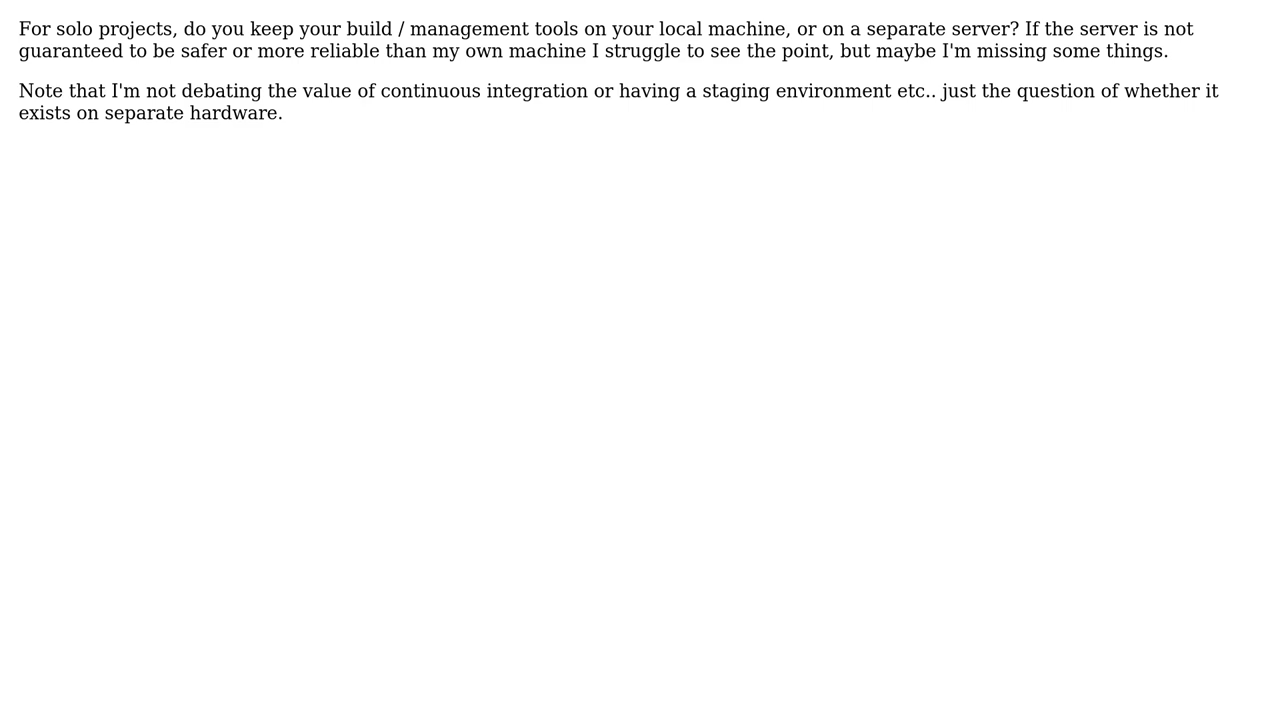 For solo projects, do you keep your build / management tools on your local machine, or on a separate server? If the server is not
guaranteed to be safer or more reliable than my own machine I struggle to see the point, but maybe I'm missing some things.
Note that I'm not debating the value of continuous integration or having a staging environment etc.. just the question of whether it
exists on separate hardware.